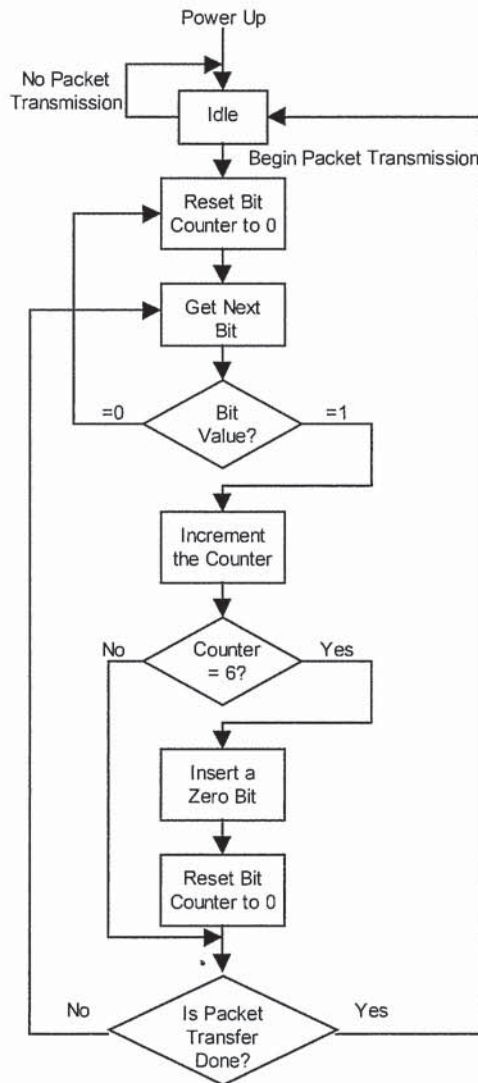 Power Up
No Packet
Transmission
Idle
Begin Packet Transmission
Reset Bit
Counter to 0
Get Next
Bit
=0
Bit
Value?
=1
Increment
the Counter
No
Counter
= 6?
Yes
Insert a
Zero Bit
Reset Bit
Counter to 0
No
Is Packet
Transfer
Done?
Yes